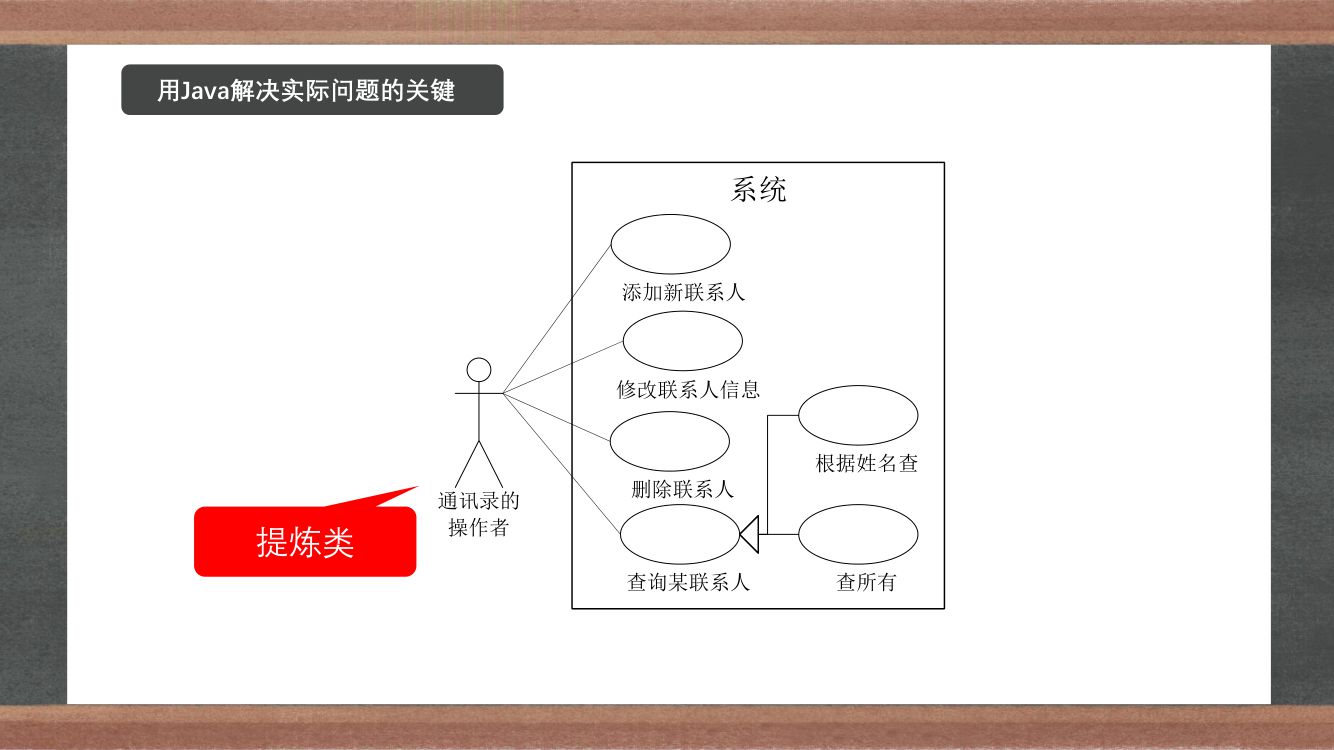 用Java解决实际问题的关键
系统
添加新联系人
修改联系人信息
根据姓名查
删除联系人
通讯录的
操作者
提炼类
查询某联系人
查所有